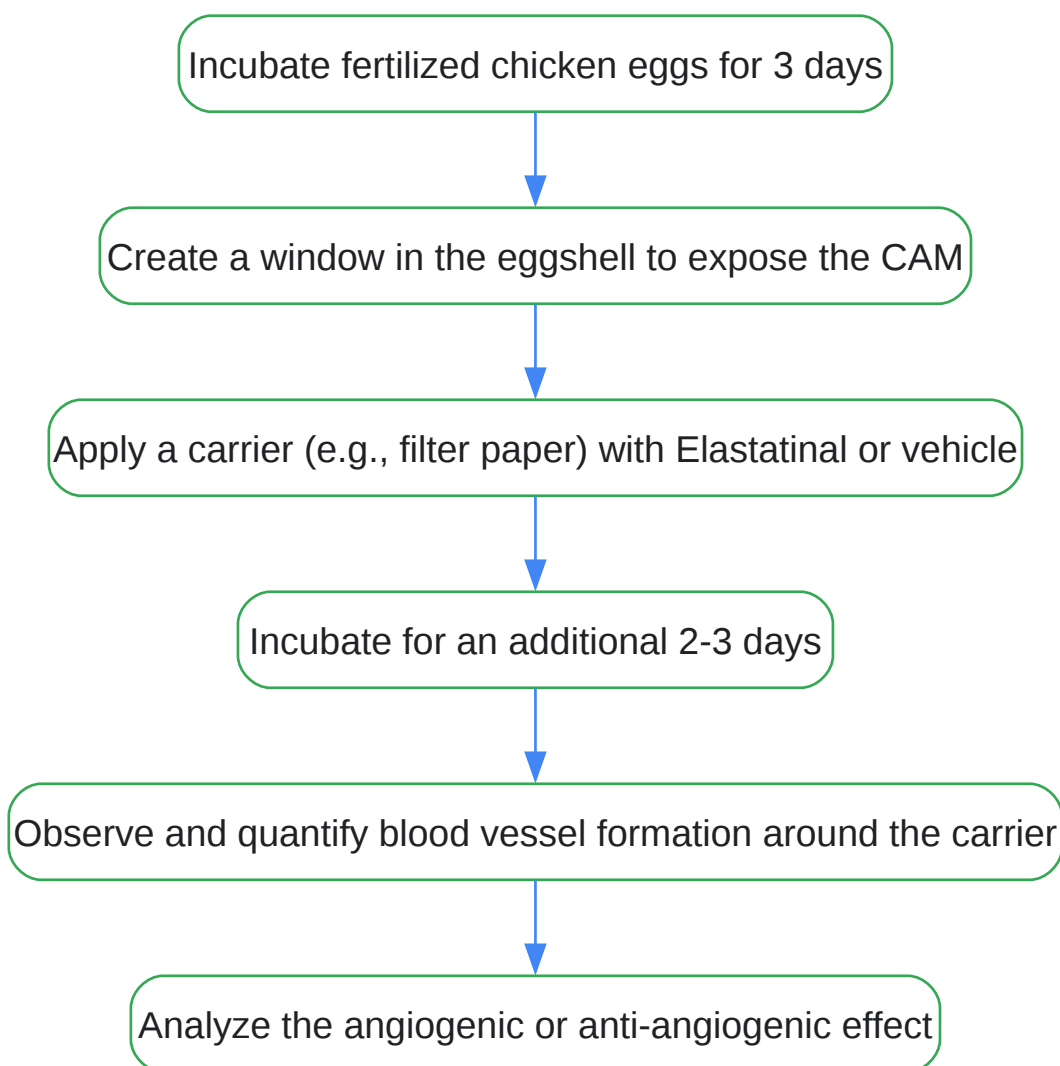 Incubate fertilized chicken eggs for 3 days
Create a window in the eggshell to expose the CAM
Apply a carrier (e.g., filter paper) with Elastatinal or vehicle
Incubate for an additional 2-3 days
Observe and quantify blood vessel formation around the carrier
Analyze the angiogenic or anti-angiogenic effect